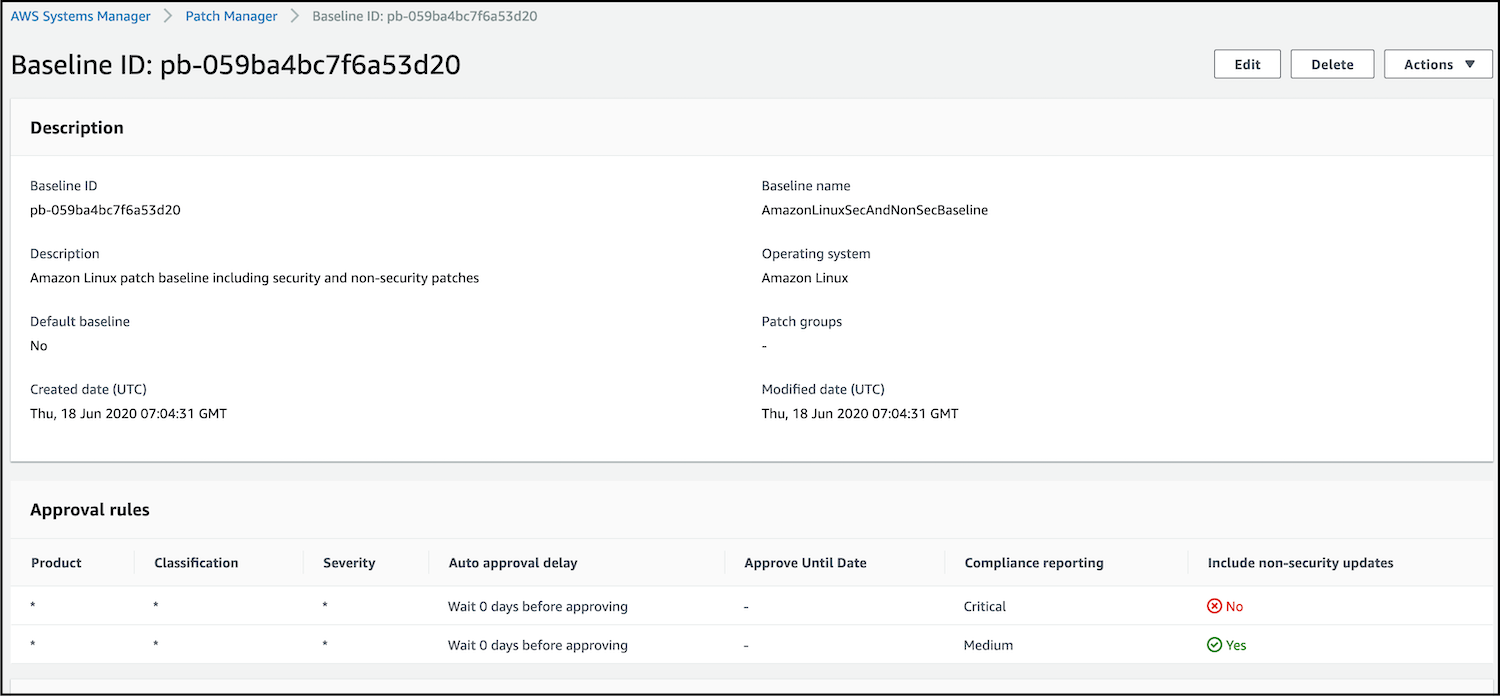 AWS Systems Manager > Patch Manager > Baseline ID: pb-059ba4bc7f6a53d20
Baseline ID: pb-059ba4bc7f6a53d20 Edit Delete Actions ▼
Description
Baseline ID Baseline name
pb-059ba4bc7f6a53d20 AmazonLinuxSecAndNonSecBaseline
Description Operating system
Amazon Linux patch baseline including security and non-security patches Amazon Linux
Default baseline Patch groups
No -
Created date (UTC) Modified date (UTC)
Thu, 18 Jun 2020 07:04:31 GMT Thu, 18 Jun 2020 07:04:31 GMT
Approval rules
Product Classification Severity Auto approval delay Approve Until Date Compliance reporting Include non-security updates
* * * Wait 0 days before approving - Critical No
* * * Wait 0 days before approving - Medium Yes